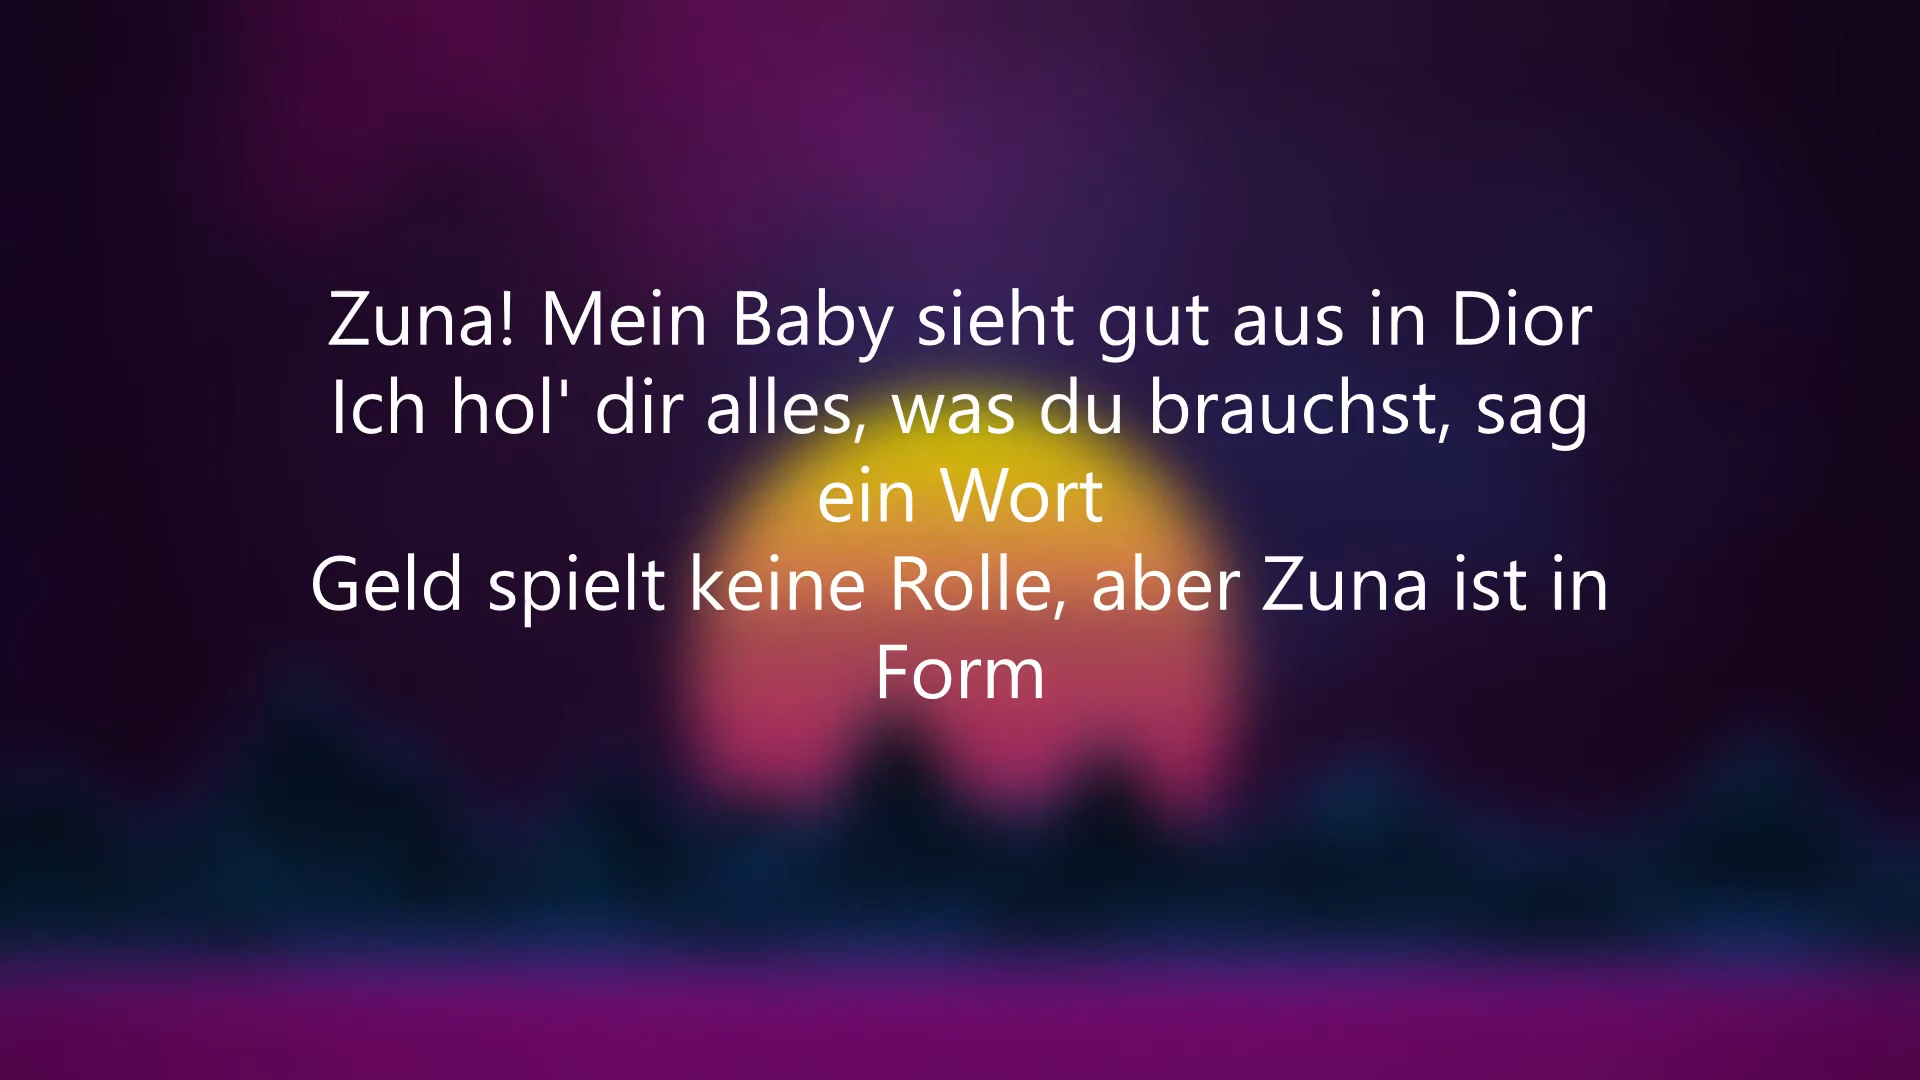 Zuna! Mein Baby sieht gut aus in Dior
Ich hol' dir alles, was du brauchst, sag
ein Wort
Geld spielt keine Rolle, aber Zuna ist in
Form